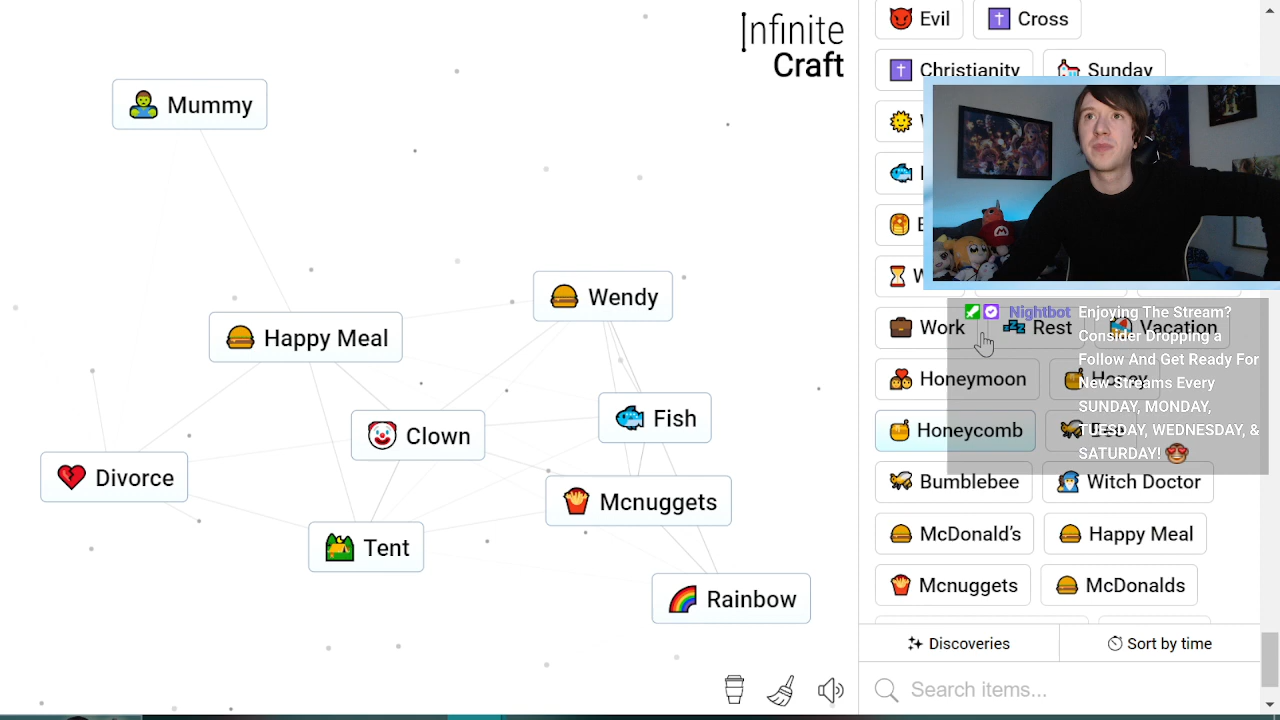 Infinite
Craft
Mummy
Wendy
Happy Meal
Fish
Clown
Divorce
Mcnuggets
Tent
Rainbow
Evil
Cross
Christianity
Sunday
Work
Rest
Vacation
Honeymoon
Honey
Honeycomb
Bumblebee
Witch Doctor
McDonald’s
Happy Meal
Mcnuggets
McDonalds
Nightbot
Enjoying The Stream?
Consider Dropping a
Follow And Get Ready For
New Streams Every
SUNDAY, MONDAY,
TUESDAY, WEDNESDAY, &
SATURDAY!
Discoveries
Sort by time
Search items...